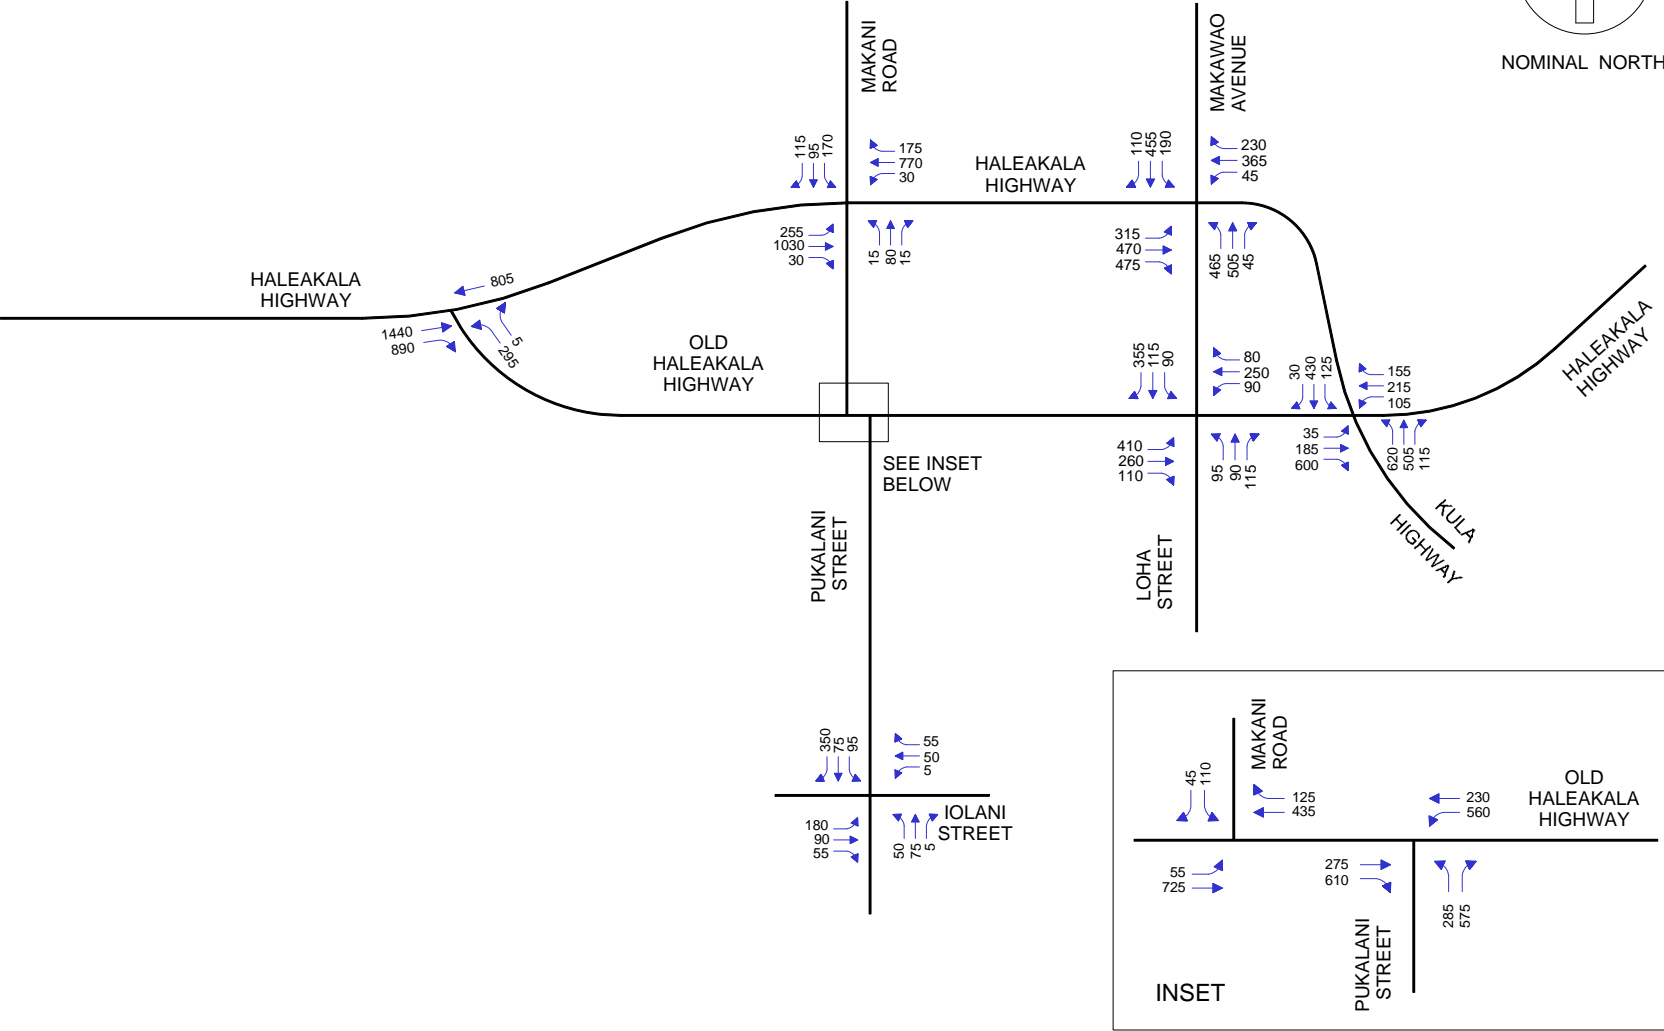 NOMINAL NORTH
MAKANI
ROAD
MAKAWAO
AVENUE
115
95
170
175
770
30
HALEAKALA
HIGHWAY
110
455
190
230
365
45
255
1030
30
15
80
15
315
470
475
465
505
45
HALEAKALA
HIGHWAY
805
1440
890
5
295
OLD
HALEAKALA
HIGHWAY
355
115
90
80
250
90
30
430
125
155
215
105
HALEAKALA
HIGHWAY
410
260
110
95
90
115
35
185
600
620
505
115
SEE INSET
BELOW
KULA
HIGHWAY
PUKALANI
STREET
LOHA
STREET
350
75
95
55
50
5
180
90
55
50
75
5
IOLANI
STREET
MAKANI
ROAD
45
110
125
435
230
560
OLD
HALEAKALA
HIGHWAY
55
725
275
610
285
575
PUKALANI
STREET
INSET